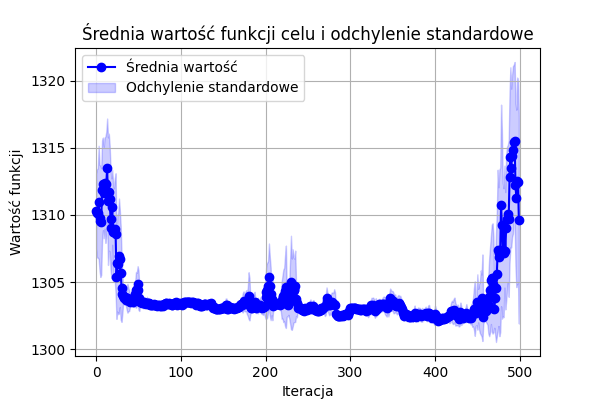 Średnia wartość funkcji celu i odchylenie standardowe
Średnia wartość
Odchylenie standardowe
Wartość funkcji
1320
1315
1310
1305
1300
0 100 200 300 400 500
Iteracja